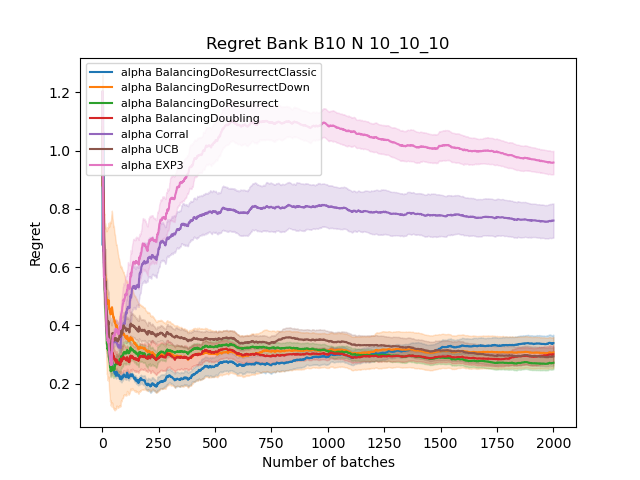 Regret Bank B10 N 10_10_10
alpha BalancingDoResurrectClassic
alpha BalancingDoResurrectDown
alpha BalancingDoResurrect
alpha BalancingDoubling
alpha Corral
alpha UCB
alpha EXP3
Regret
1.2
1.0
0.8
0.6
0.4
0.2
0 250 500 750 1000 1250 1500 1750 2000
Number of batches